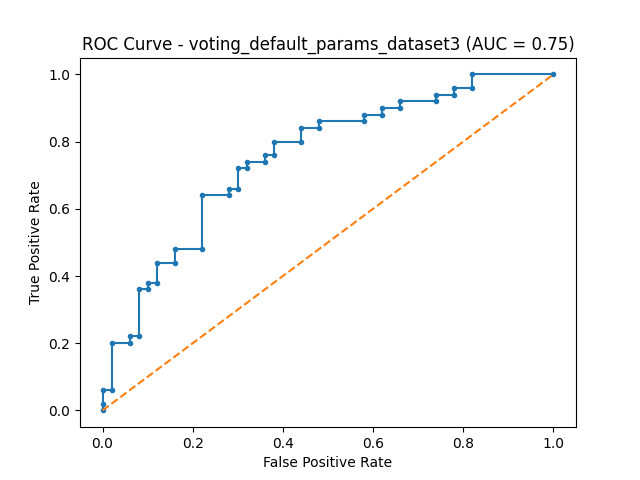 ROC Curve - voting_default_params_dataset3 (AUC = 0.75)
1.0
0.8
0.6
0.4
0.2
0.0
True Positive Rate
0.0 0.2 0.4 0.6 0.8 1.0
False Positive Rate